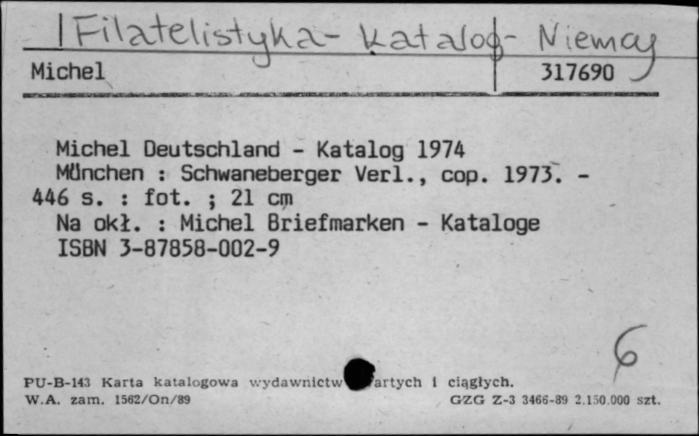 Filatelistyka - Katalog - Niemcy
Michel 317690
Michel Deutschland - Katalog 1974
München : Schwaneberger Verl., cop. 1973. -
446 s. : fot. ; 21 cm
Na okł. : Michel Briefmarken - Kataloge
ISBN 3-87858-002-9
6
PU-B-143 Karta katalogowa wydawnictw artych i ciągłych.
W.A. zam. 1562/On/89 GZG Z-3 3466-89 2.150.000 szt.